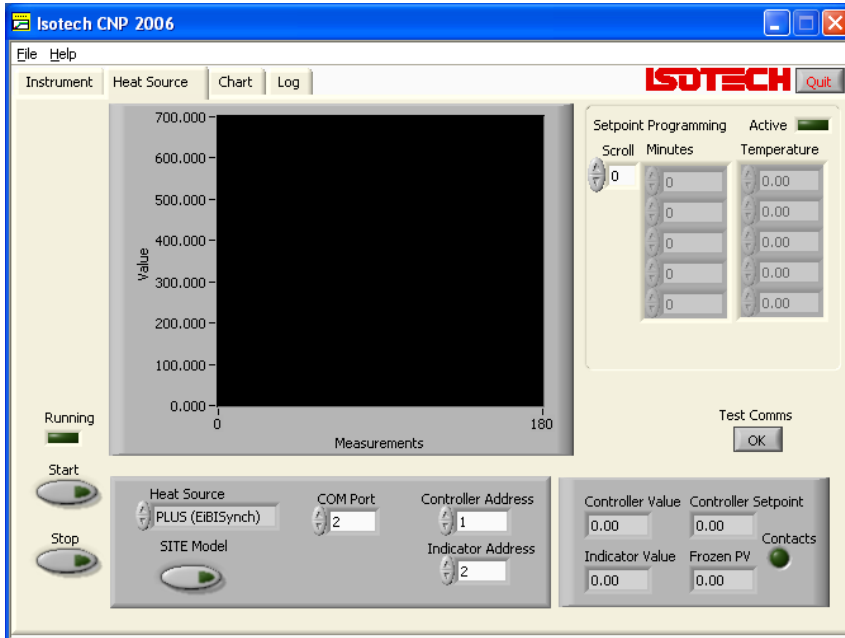 Isotech CNP 2006
File Help
Instrument Heat Source Chart Log
ISOTECH Quit
700.000
600.000
500.000
400.000
300.000
200.000
100.000
0.000
Value
0 180
Measurements
Setpoint Programming Active
Scroll Minutes Temperature
0 0 0.00
0 0.00
0 0.00
0 0.00
0 0.00
Running
Test Comms
OK
Start
Stop
Heat Source
PLUS (EiBISynch)
SITE Model
COM Port
2
Controller Address
1
Indicator Address
2
Controller Value Controller Setpoint
0.00 0.00
Contacts
Indicator Value Frozen PV
0.00 0.00